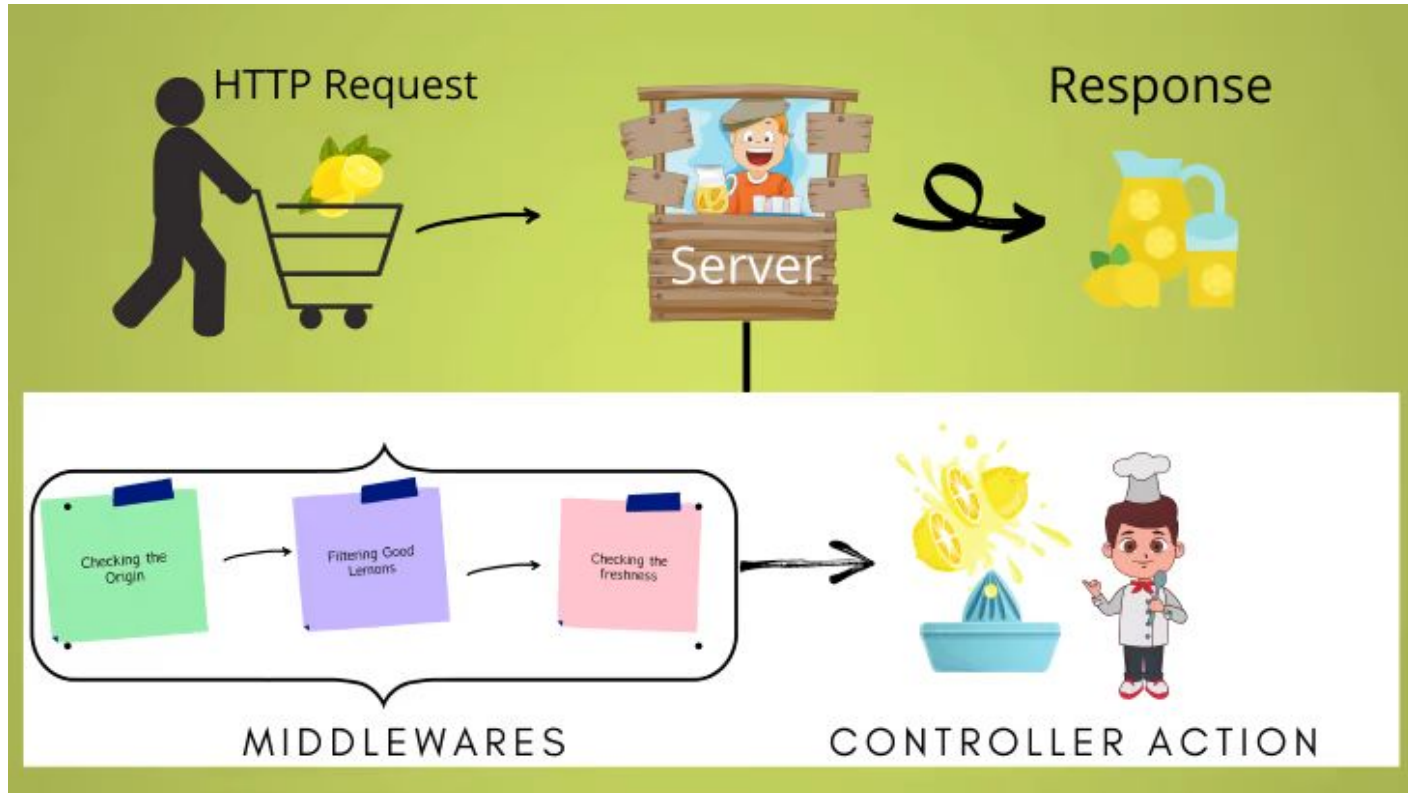 HTTP Request
Response
Server
Checking the
Origin
Filtering Good
Lemons
Checking the
freshness
MIDDLEWARES
CONTROLLER ACTION